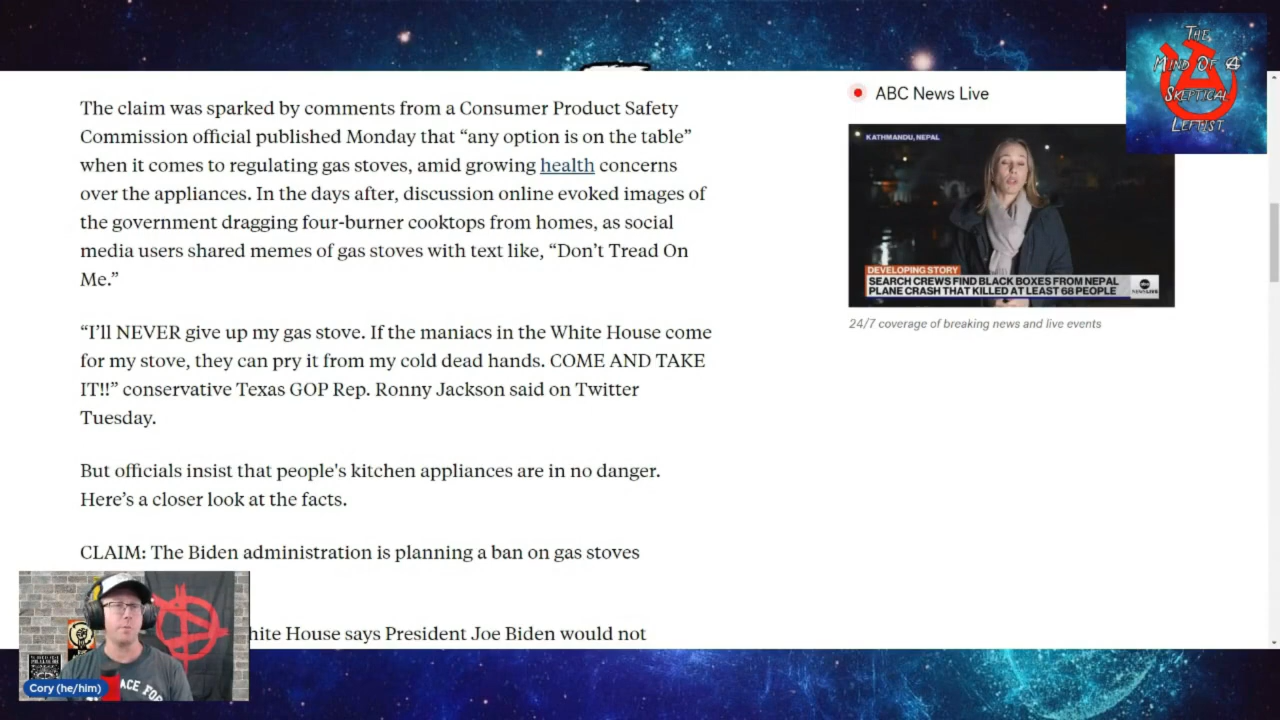 The claim was sparked by comments from a Consumer Product Safety
Commission official published Monday that “any option is on the table”
when it comes to regulating gas stoves, amid growing health concerns
over the appliances. In the days after, discussion online evoked images of
the government dragging four-burner cooktops from homes, as social
media users shared memes of gas stoves with text like, “Don’t Tread On
Me.”
“I’ll NEVER give up my gas stove. If the maniacs in the White House come
for my stove, they can pry it from my cold dead hands. COME AND TAKE
IT!!” conservative Texas GOP Rep. Ronny Jackson said on Twitter
Tuesday.
But officials insist that people's kitchen appliances are in no danger.
Here’s a closer look at the facts.
CLAIM: The Biden administration is planning a ban on gas stoves
hite House says President Joe Biden would not
ABC News Live
KATHMANDU, NEPAL
DEVELOPING STORY
SEARCH CREWS FIND BLACK BOXES FROM NEPAL
PLANE CRASH THAT KILLED AT LEAST 68 PEOPLE
24/7 coverage of breaking news and live events
THE
MIND OF A
SKEPTICAL
LEFTIST
Cory (he/him)